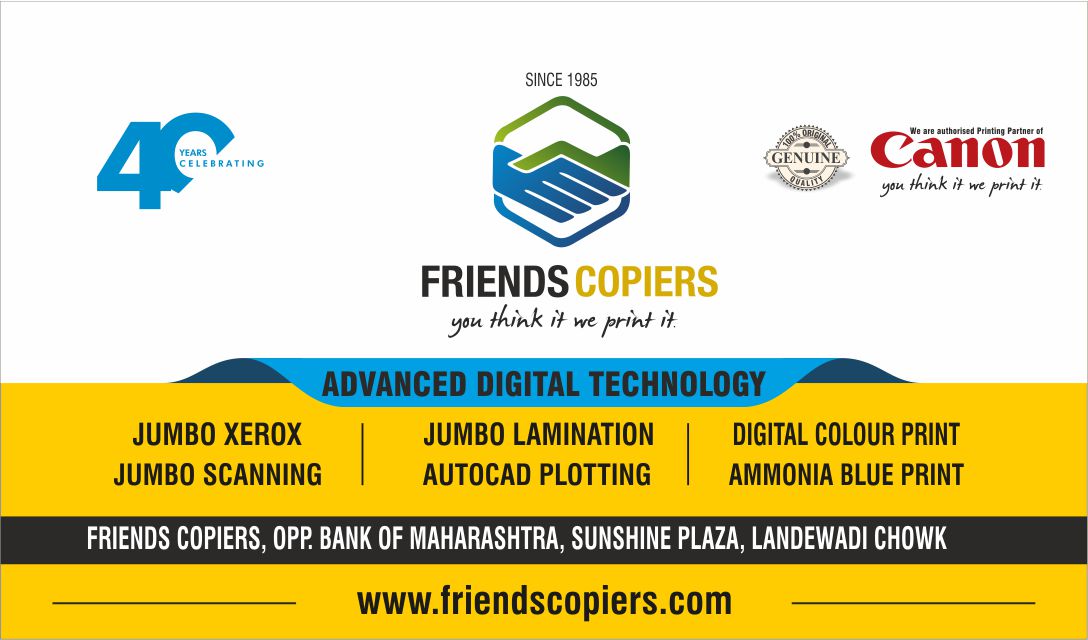 SINCE 1985
40 YEARS
CELEBRATING
100% ORIGINAL
GENUINE
QUALITY
We are authorised Printing Partner of
Canon
you think it we print it.
FRIENDS COPIERS
you think it we print it.
ADVANCED DIGITAL TECHNOLOGY
JUMBO XEROX
JUMBO SCANNING
JUMBO LAMINATION
AUTOCAD PLOTTING
DIGITAL COLOUR PRINT
AMMONIA BLUE PRINT
FRIENDS COPIERS, OPP. BANK OF MAHARASHTRA, SUNSHINE PLAZA, LANDEWADI CHOWK
www.friendscopiers.com